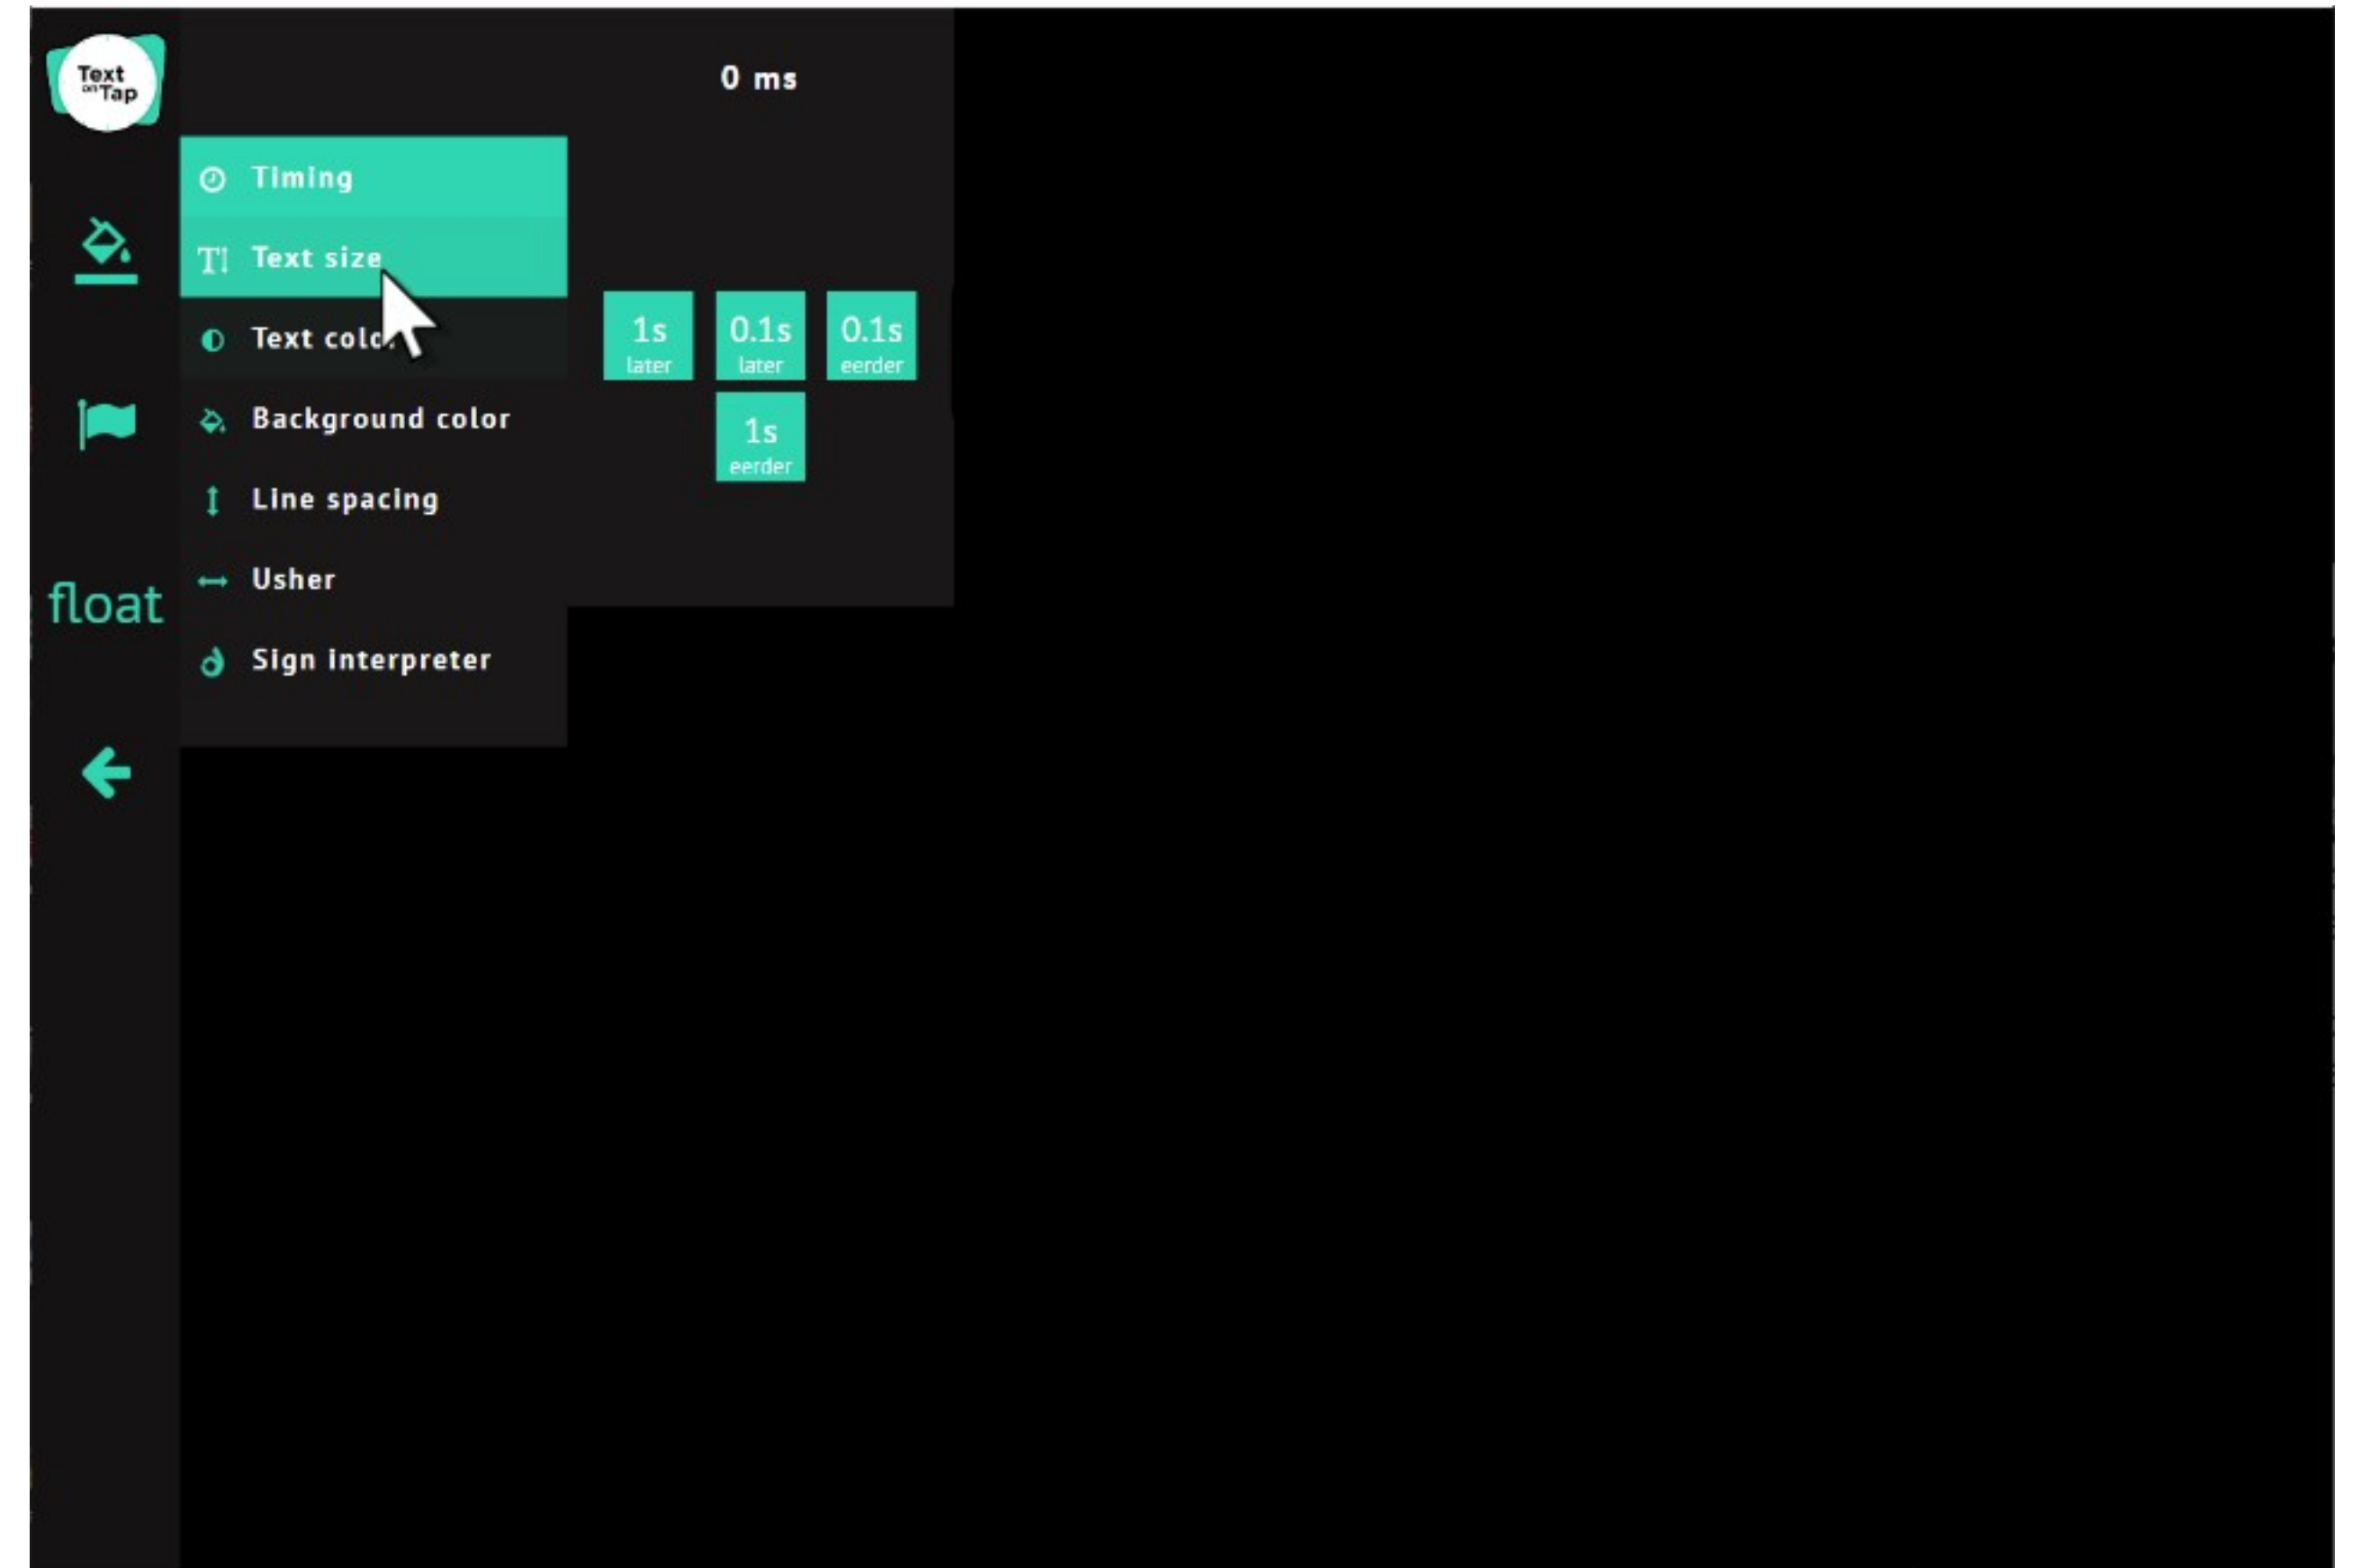 Text
on Tap
0 ms
Timing
Text size
Text color
Background color
Line spacing
Usher
Sign interpreter
float
1s
later
0.1s
later
0.1s
eerder
1s
eerder